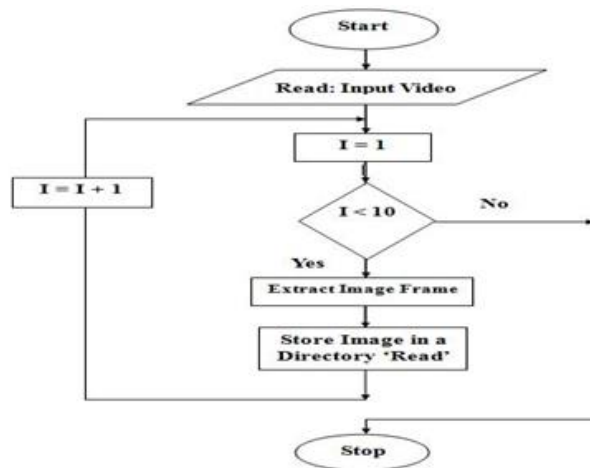 Start
Read: Input Video
I = 1
I = I + 1
I < 10
No
Yes
Extract Image Frame
Store Image in a
Directory ‘Read’
Stop